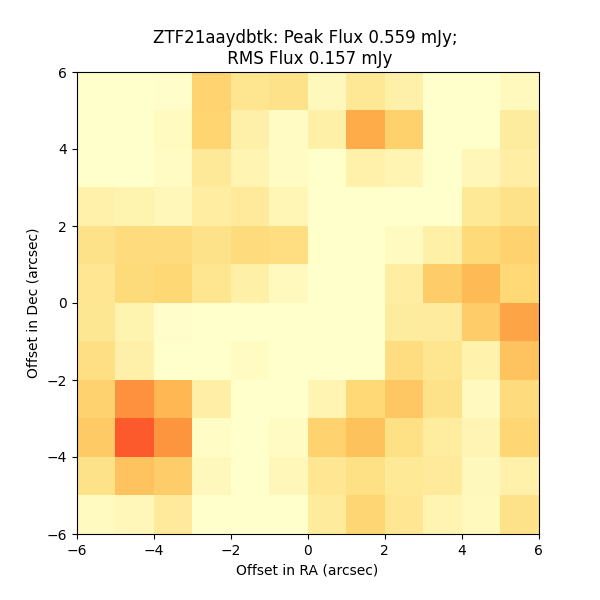 ZTF21aaydbtk: Peak Flux 0.559 mJy;
RMS Flux 0.157 mJy
6
4
2
0
−2
−4
−6
Offset in Dec (arcsec)
−6 −4 −2 0 2 4 6
Offset in RA (arcsec)